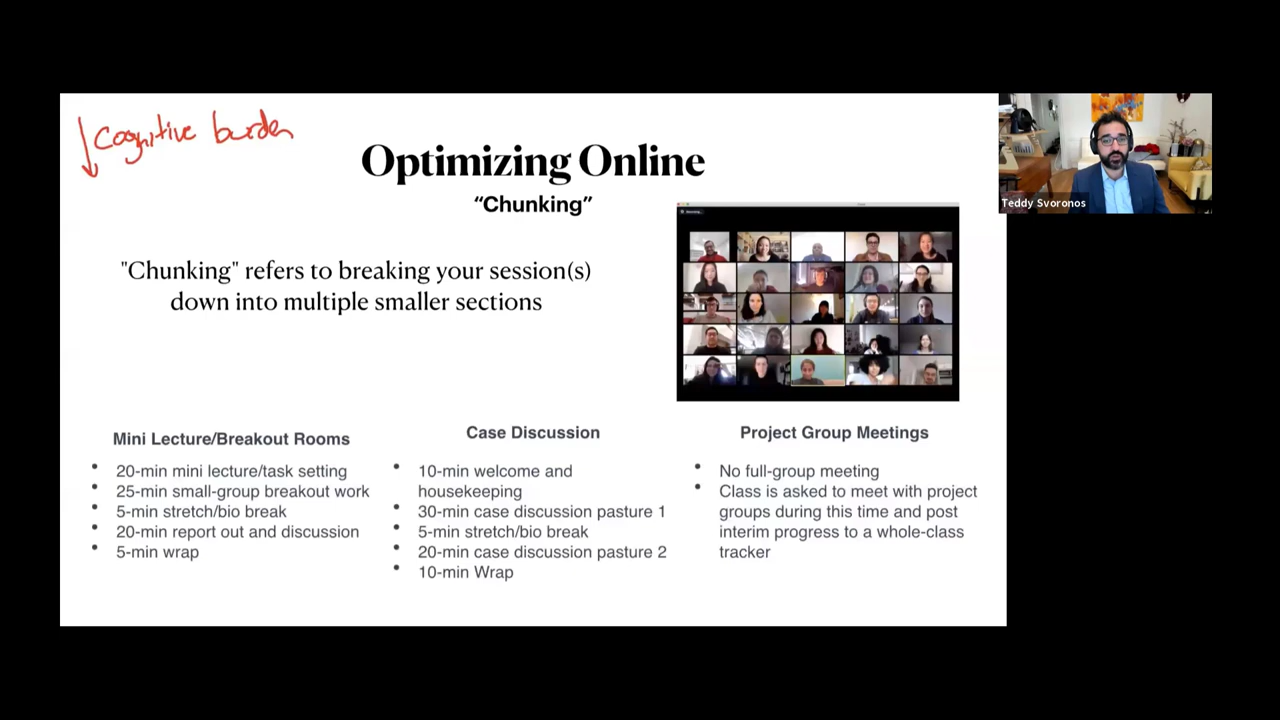 ↓ Cognitive burden
Optimizing Online
“Chunking”
"Chunking" refers to breaking your session(s)
down into multiple smaller sections
Teddy Svoronos
Mini Lecture/Breakout Rooms
• 20-min mini lecture/task setting
• 25-min small-group breakout work
• 5-min stretch/bio break
• 20-min report out and discussion
• 5-min wrap
Case Discussion
• 10-min welcome and
housekeeping
• 30-min case discussion pasture 1
• 5-min stretch/bio break
• 20-min case discussion pasture 2
• 10-min Wrap
Project Group Meetings
• No full-group meeting
• Class is asked to meet with project
groups during this time and post
interim progress to a whole-class
tracker